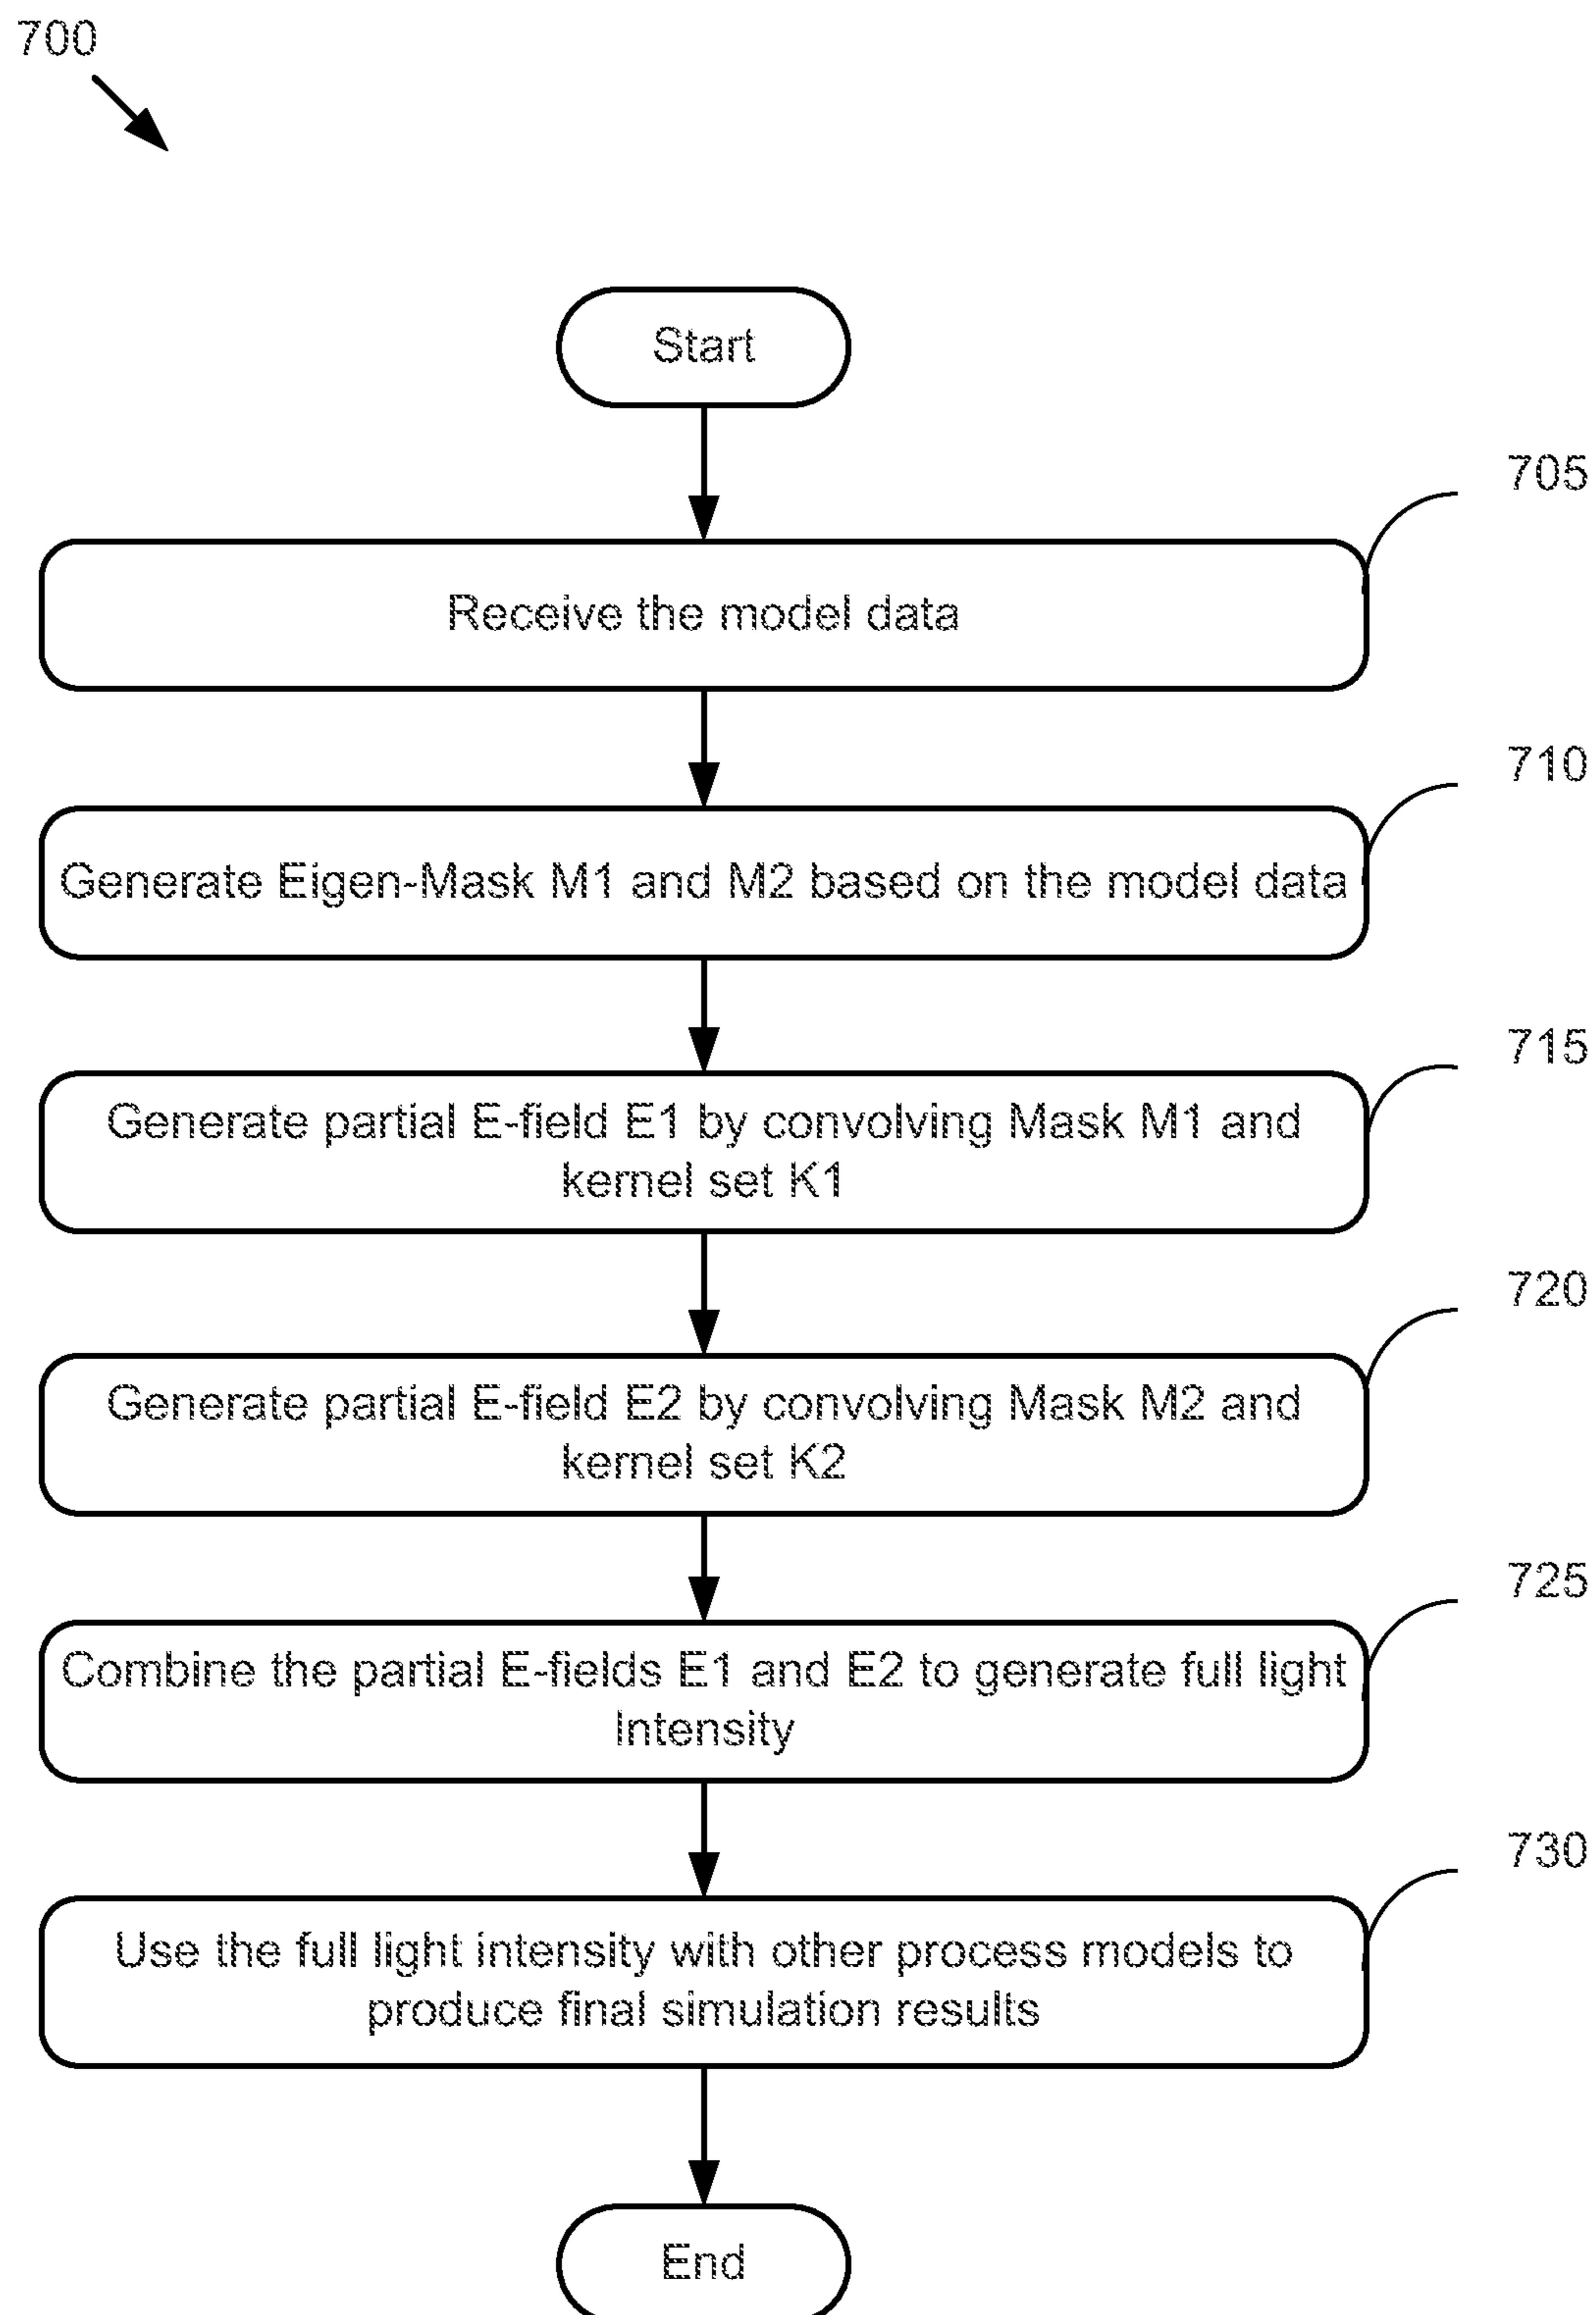 700
Start
705
Receive the model data
710
Generate Eigen-Mask M1 and M2 based on the model data
715
Generate partial E-field E1 by convolving Mask M1 and
kernel set K1
720
Generate partial E-field E2 by convolving Mask M2 and
kernel set K2
725
Combine the partial E-fields E1 and E2 to generate full light
Intensity
730
Use the full light intensity with other process models to
produce final simulation results
End